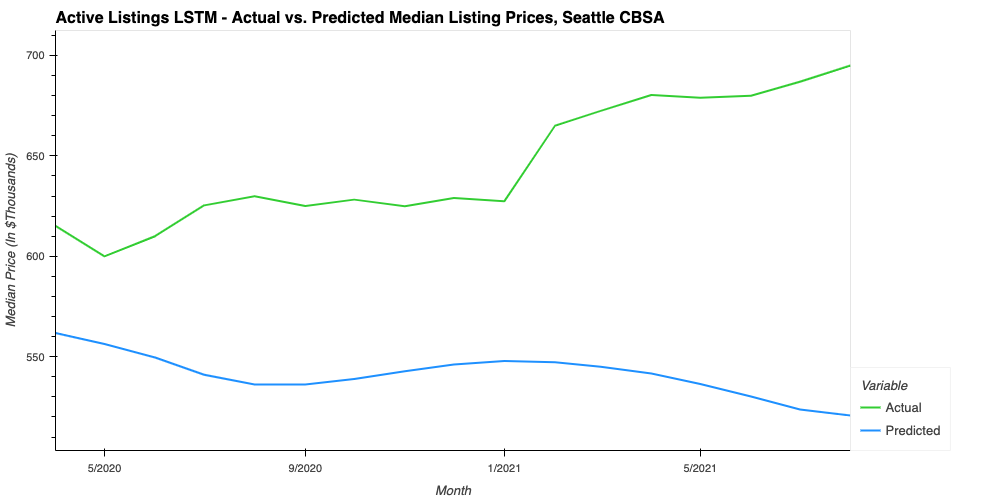 Active Listings LSTM - Actual vs. Predicted Median Listing Prices, Seattle CBSA
Median Price (In $Thousands)
700
650
600
550
5/2020
9/2020
1/2021
5/2021
Month
Variable
Actual
Predicted